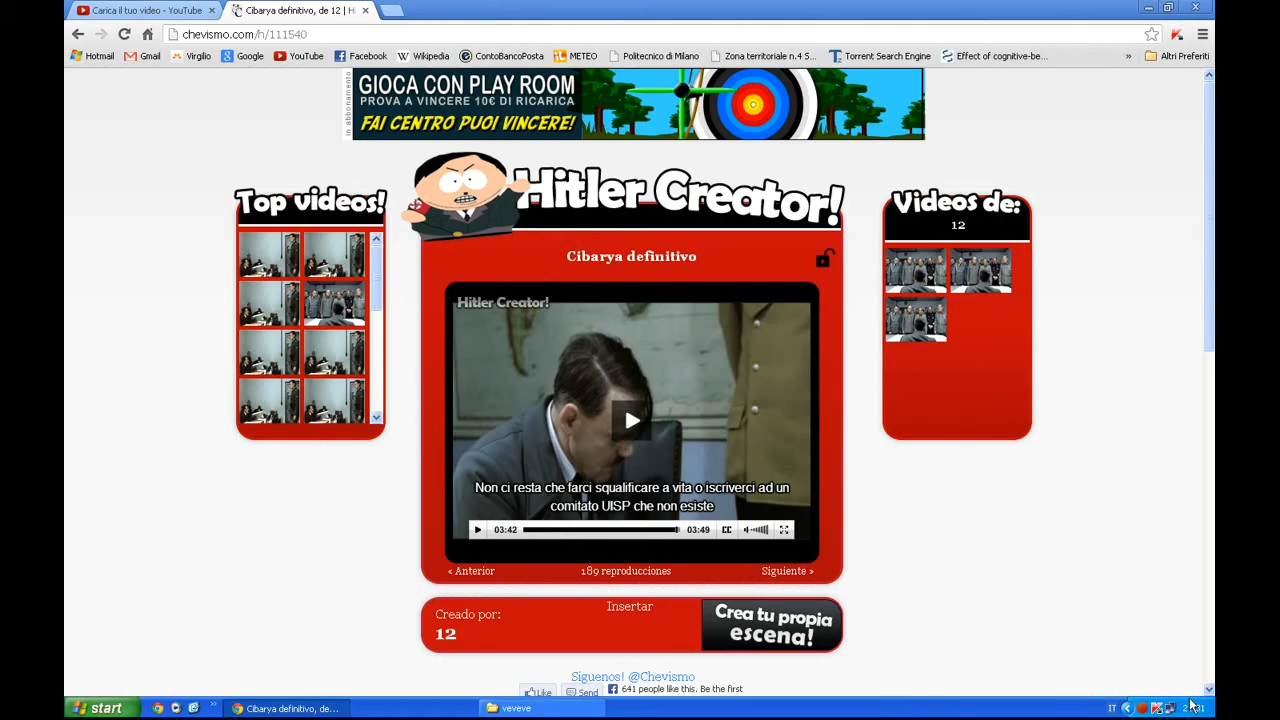 Carica il tuo video - YouTube
Cibarya definitivo, de 12 | H
chevismo.com/h/111540
Hotmail
Gmail
Virgilio
Google
YouTube
Facebook
Wikipedia
ContoBancoPosta
METEO
Politecnico di Milano
Zona territoriale n.4 S...
Torrent Search Engine
Effect of cognitive-be...
»
Altri Preferiti
in abbonamento
GIOCA CON PLAY ROOM
PROVA A VINCERE 10€ DI RICARICA
FAI CENTRO PUOI VINCERE!
Top videos!
Hitler Creator!
Videos de:
12
Cibarya definitivo
Hitler Creator!
Non ci resta che farci squalificare a vita o iscriverci ad un
comitato UISP che non esiste
03:42
03:49
CC
« Anterior
189 reproducciones
Siguiente »
Creado por:
12
Insertar
Crea tu propia
escena!
Siguenos! @Chevismo
Like
Send
641 people like this. Be the first
start
Cibarya definitivo, de...
veveve
IT